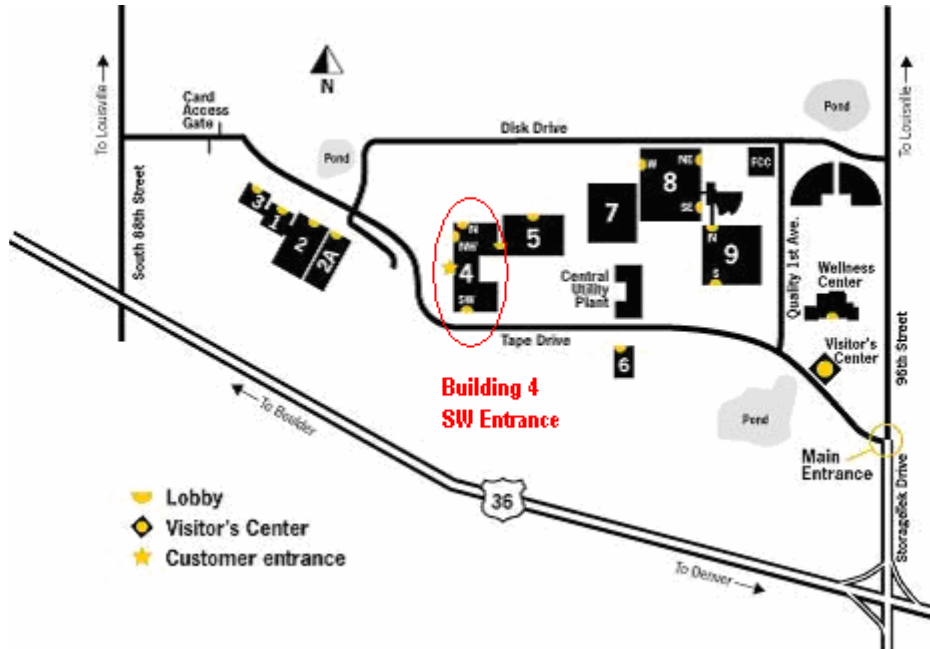 To Louisville
To Louisville
N
Card
Access
Gate
Pond
Disk Drive
Pond
South 88th Street
W
NE
8
SE
FCC
3
1
2
2A
N
NW
4
SW
5
7
N
9
S
Quality 1st Ave.
Central
Utility
Plant
Wellness
Center
Tape Drive
6
Visitor's
Center
96th Street
Building 4
SW Entrance
To Boulder
Pond
Main
Entrance
Lobby
Visitor's Center
Customer entrance
36
To Denver
Storagetek Drive